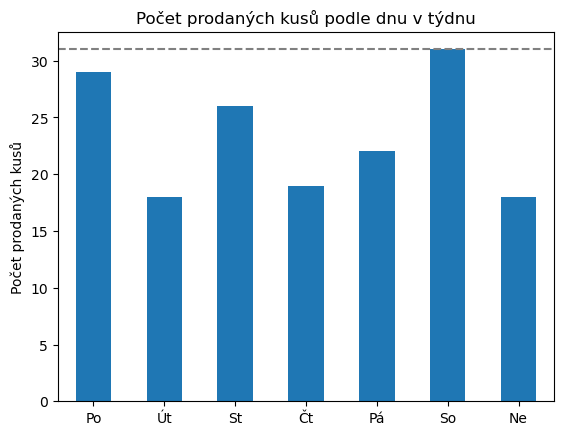 Počet prodaných kusů podle dnu v týdnu
Počet prodaných kusů
30
25
20
15
10
5
0
Po Út St Čt Pá So Ne